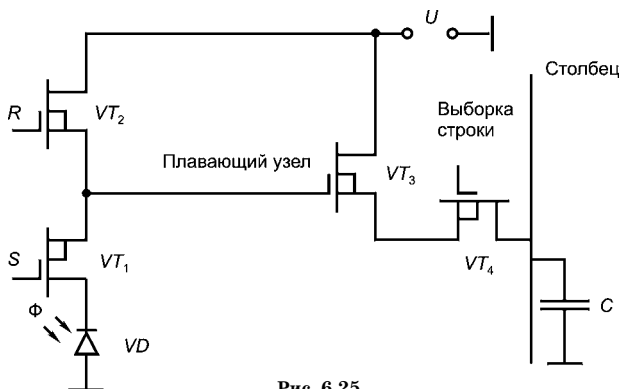 U
Столбец
Выборка
строки
R
VT2
Плавающий узел
VT3
S
VT1
VT4
Ф
VD
C
Рис. 6.25